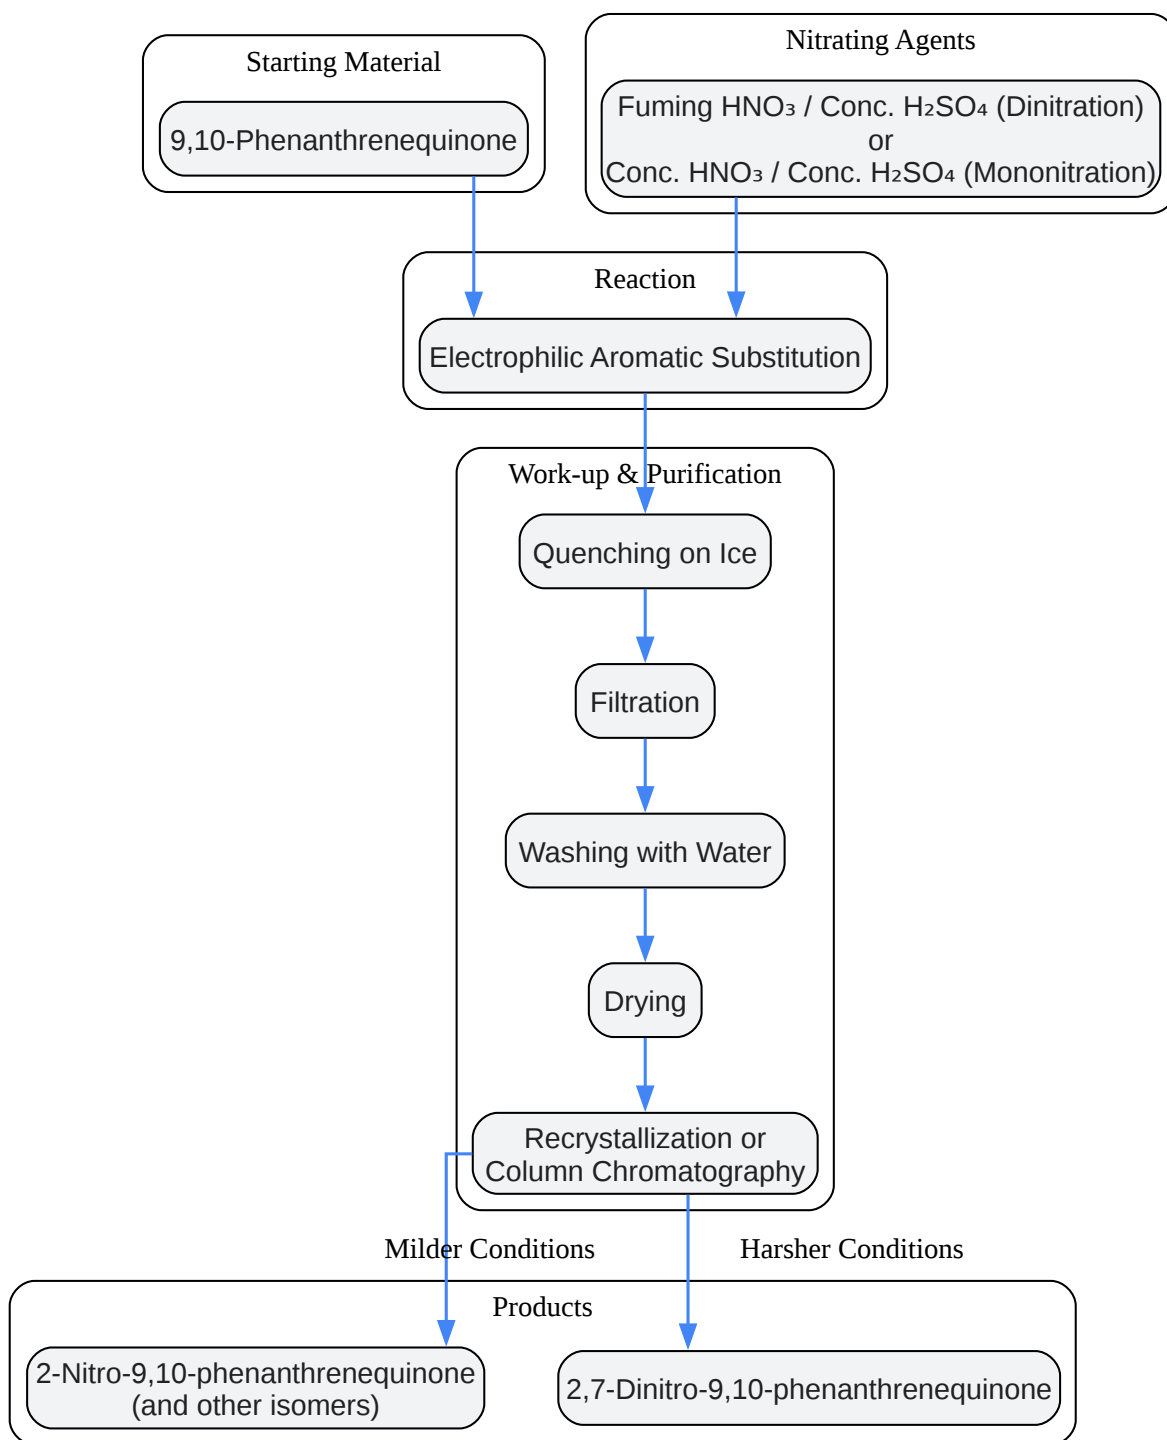 Starting Material
9,10-Phenanthrenequinone
Nitrating Agents
Fuming HNO₃ / Conc. H₂SO₄ (Dinitration)
or
Conc. HNO₃ / Conc. H₂SO₄ (Mononitration)
Reaction
Electrophilic Aromatic Substitution
Work-up & Purification
Quenching on Ice
Filtration
Washing with Water
Drying
Recrystallization or
Column Chromatography
Milder Conditions
Harsher Conditions
Products
2-Nitro-9,10-phenanthrenequinone
(and other isomers)
2,7-Dinitro-9,10-phenanthrenequinone